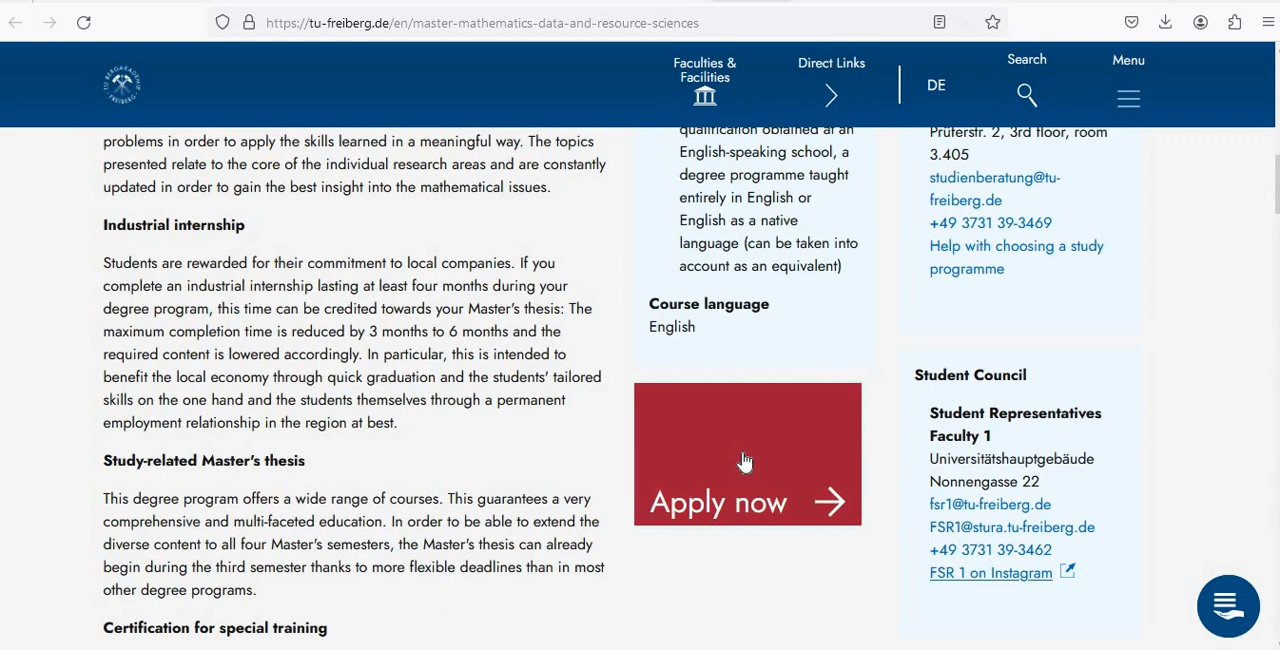 https://tu-freiberg.de/en/master-mathematics-data-and-resource-sciences
Faculties &
Facilities
Direct Links
DE
Search
Menu
TU BERGAKADEMIE FREIBERG
problems in order to apply the skills learned in a meaningful way. The topics
presented relate to the core of the individual research areas and are constantly
updated in order to gain the best insight into the mathematical issues.
Industrial internship
Students are rewarded for their commitment to local companies. If you
complete an industrial internship lasting at least four months during your
degree program, this time can be credited towards your Master's thesis: The
maximum completion time is reduced by 3 months to 6 months and the
required content is lowered accordingly. In particular, this is intended to
benefit the local economy through quick graduation and the students' tailored
skills on the one hand and the students themselves through a permanent
employment relationship in the region at best.
Study-related Master's thesis
This degree program offers a wide range of courses. This guarantees a very
comprehensive and multi-faceted education. In order to be able to extend the
diverse content to all four Master's semesters, the Master's thesis can already
begin during the third semester thanks to more flexible deadlines than in most
other degree programs.
Certification for special training
qualification obtained at an
English-speaking school, a
degree programme taught
entirely in English or
English as a native
language (can be taken into
account as an equivalent)
Course language
English
Apply now
Prüferstr. 2, 3rd floor, room
3.405
studienberatung@tu-
freiberg.de
+49 3731 39-3469
Help with choosing a study
programme
Student Council
Student Representatives
Faculty 1
Universitätshauptgebäude
Nonnengasse 22
fsr1@tu-freiberg.de
FSR1@stura.tu-freiberg.de
+49 3731 39-3462
FSR 1 on Instagram